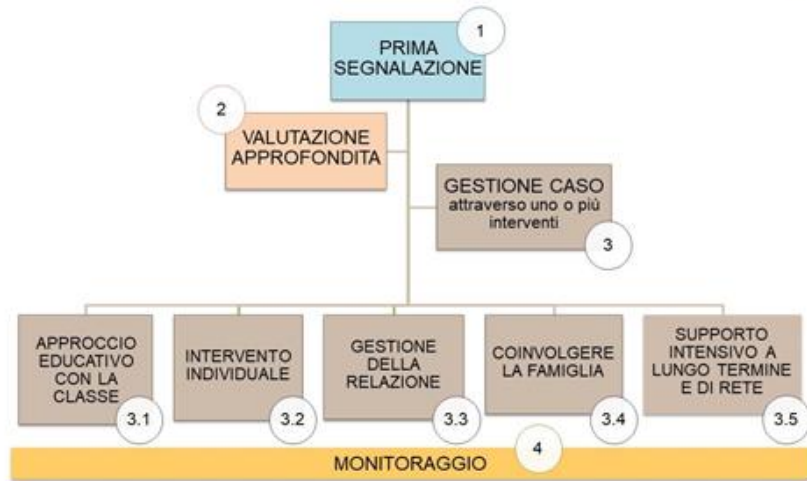 1
PRIMA
SEGNALAZIONE
2
VALUTAZIONE
APPROFONDITA
GESTIONE CASO
attraverso uno o più
interventi
3
APPROCCIO
EDUCATIVO
CON LA
CLASSE
3.1
INTERVENTO
INDIVIDUALE
3.2
GESTIONE
DELLA
RELAZIONE
3.3
COINVOLGERE
LA FAMIGLIA
3.4
SUPPORTO
INTENSIVO A
LUNGO TERMINE
E DI RETE
3.5
4
MONITORAGGIO